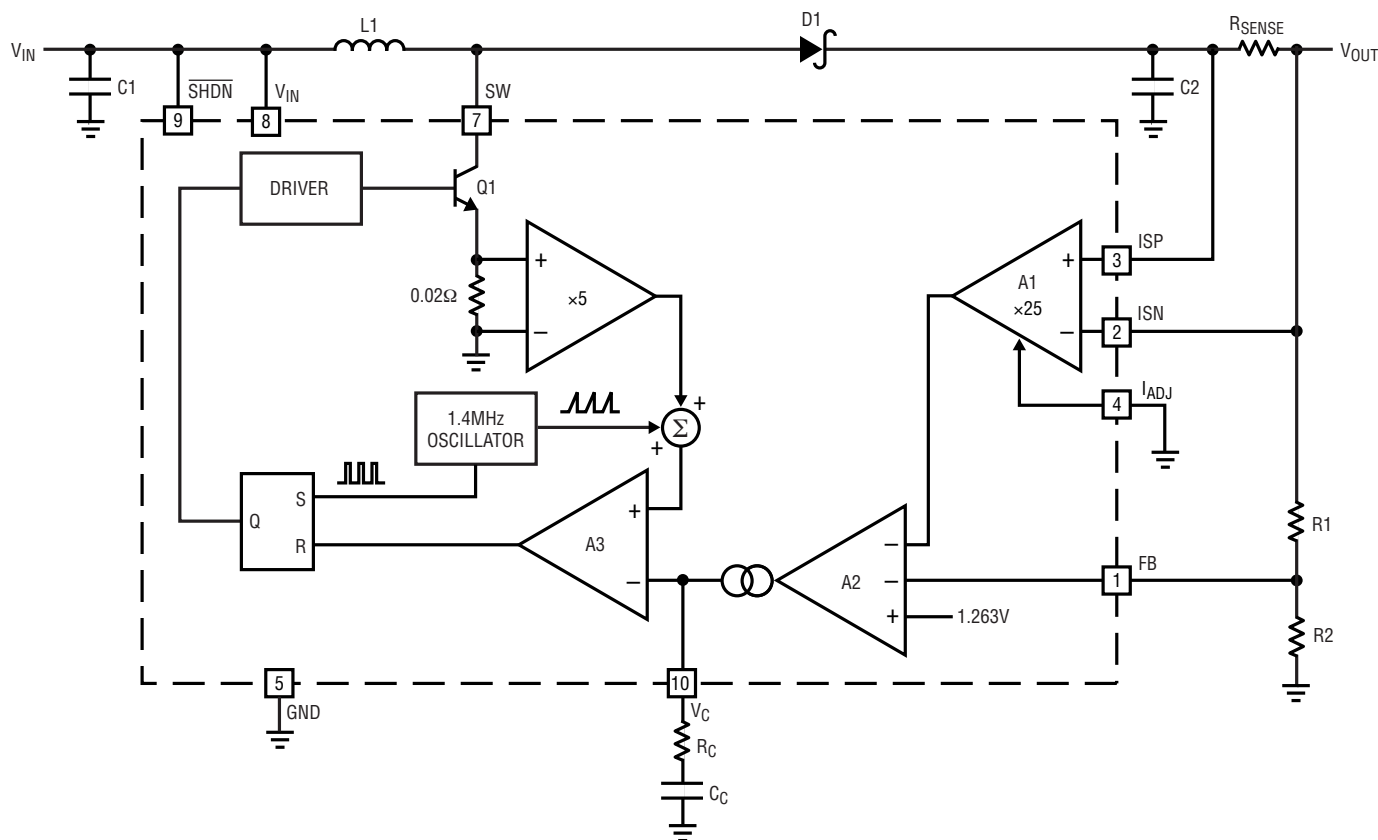 L1
D1
RSENSE
VIN
VOUT
C1
SHDN
VIN
SW
C2
9
8
7
DRIVER
Q1
+
×5
−
0.02Ω
A1
×25
+
−
3
ISP
2
ISN
4
IADJ
1.4MHz
OSCILLATOR
+
Σ
+
S
Q
R
A3
+
−
A2
−
−
+
1.263V
1
FB
R1
R2
5
GND
10
VC
RC
CC